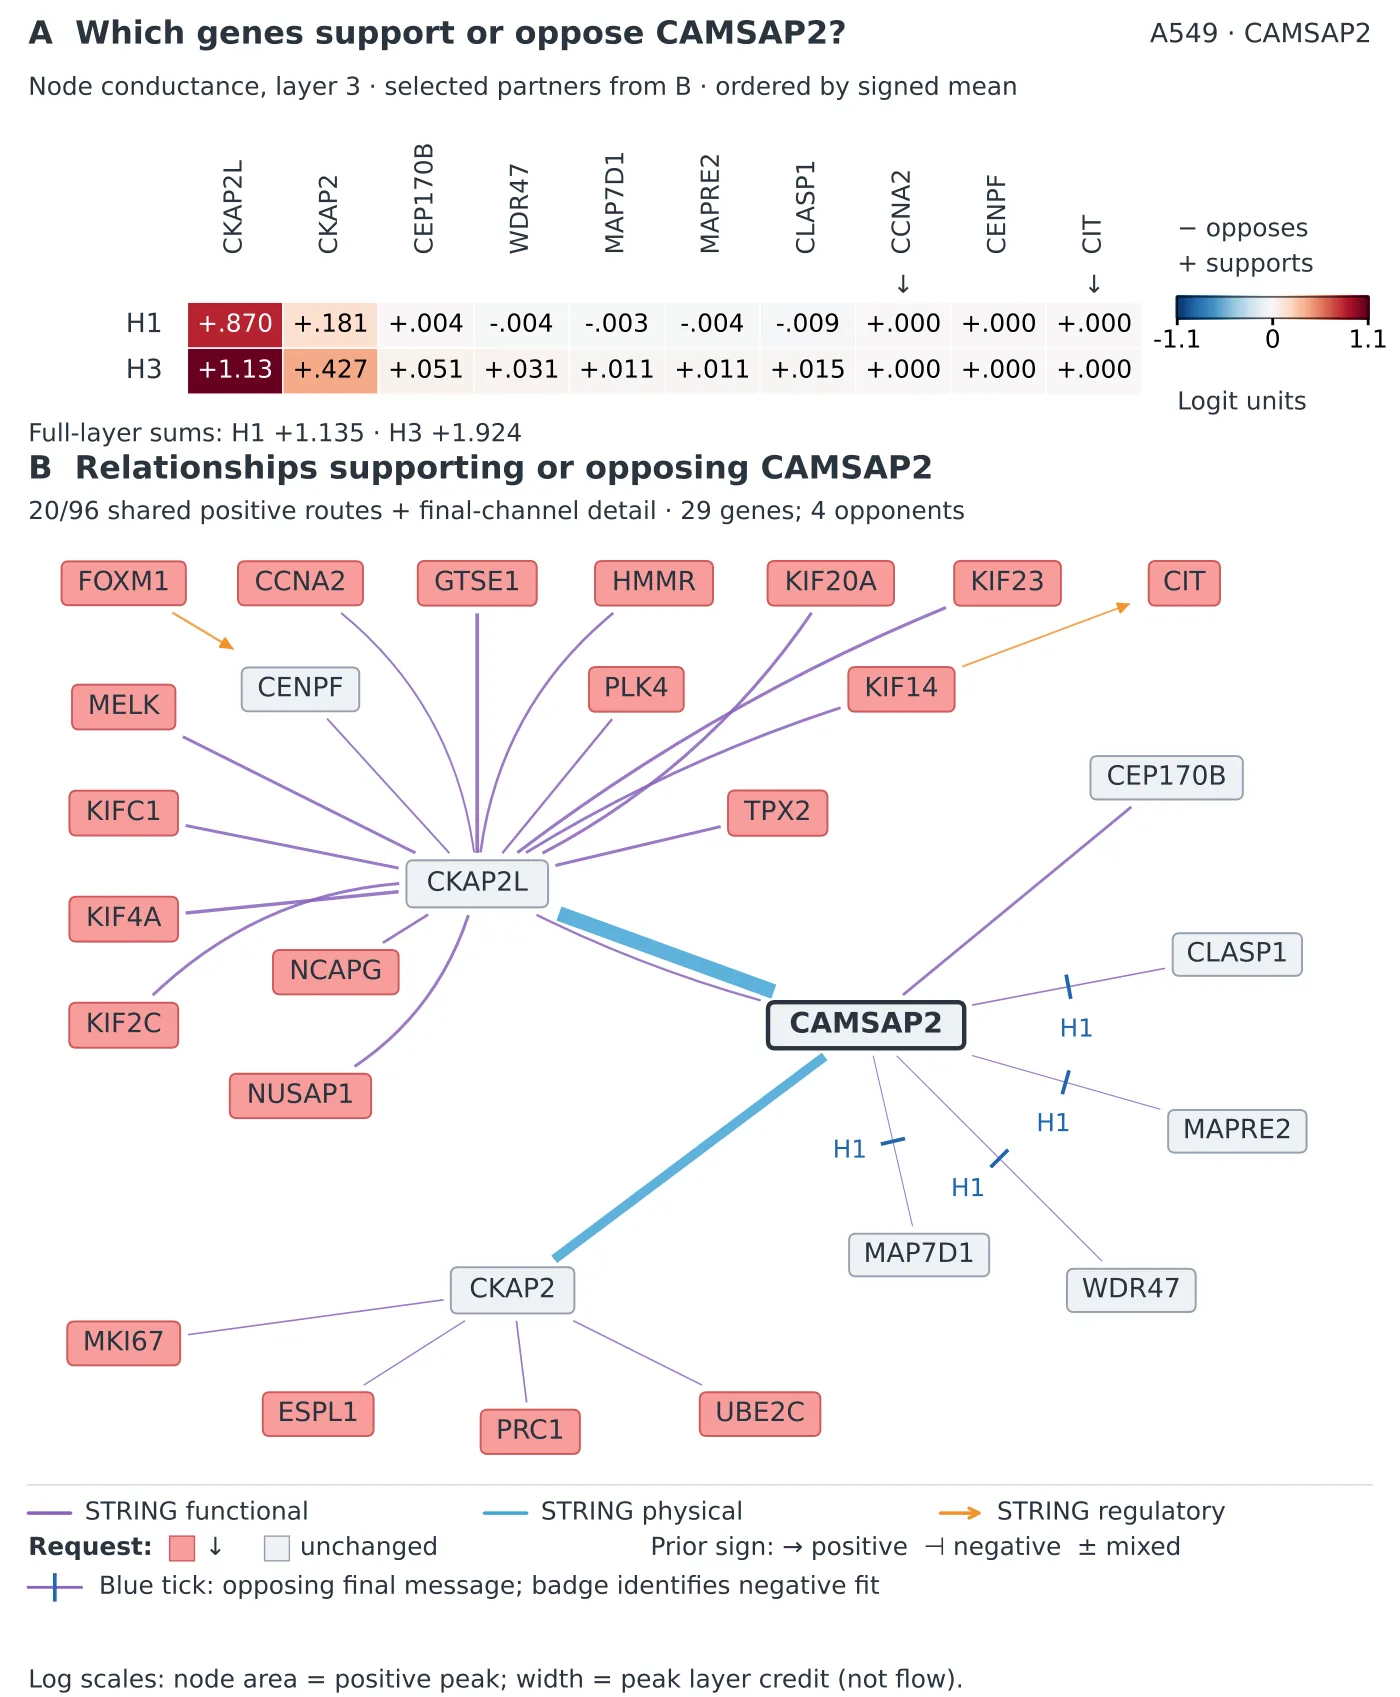 A Which genes support or oppose CAMSAP2?
A549 · CAMSAP2
Node conductance, layer 3 · selected partners from B · ordered by signed mean
CKAP2L CKAP2 CEP170B WDR47 MAP7D1 MAPRE2 CLASP1 CCNA2 CENPF CIT
↓ ↓
− opposes
+ supports
H1 +.870 +.181 +.004 -.004 -.003 -.004 -.009 +.000 +.000 +.000
H3 +1.13 +.427 +.051 +.031 +.011 +.011 +.015 +.000 +.000 +.000
-1.1 0 1.1
Logit units
Full-layer sums: H1 +1.135 · H3 +1.924
B Relationships supporting or opposing CAMSAP2
20/96 shared positive routes + final-channel detail · 29 genes; 4 opponents
FOXM1 CCNA2 GTSE1 HMMR KIF20A KIF23 CIT
CENPF PLK4 KIF14
MELK
CEP170B
KIFC1 TPX2
CKAP2L
KIF4A
CLASP1
NCAPG
KIF2C CAMSAP2 H1
NUSAP1
H1 MAPRE2
H1
H1
MAP7D1
CKAP2 WDR47
MKI67
ESPL1 PRC1 UBE2C
STRING functional STRING physical STRING regulatory
Request: ↓ unchanged Prior sign: → positive ⊣ negative ± mixed
Blue tick: opposing final message; badge identifies negative fit
Log scales: node area = positive peak; width = peak layer credit (not flow).